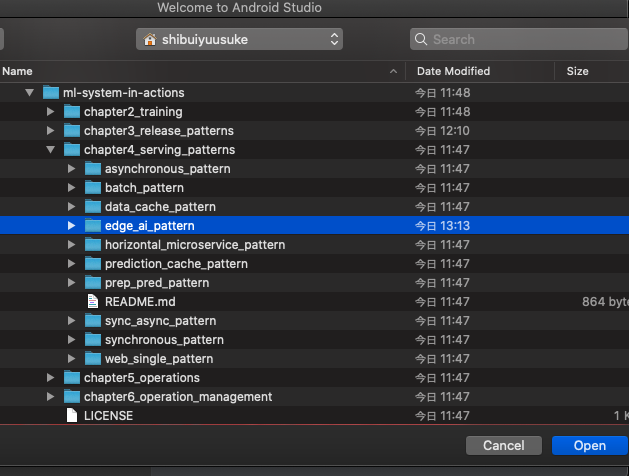 Welcome to Android Studio
shibuiyuusuke
Search
Name Date Modified Size
ml-system-in-actions 今日 11:48
chapter2_training 今日 11:48
chapter3_release_patterns 今日 12:10
chapter4_serving_patterns 今日 11:47
asynchronous_pattern 今日 11:47
batch_pattern 今日 11:47
data_cache_pattern 今日 11:47
edge_ai_pattern 今日 13:13
horizontal_microservice_pattern 今日 11:47
prediction_cache_pattern 今日 11:47
prep_pred_pattern 今日 11:47
README.md 今日 11:47 864 byte
sync_async_pattern 今日 11:47
synchronous_pattern 今日 11:47
web_single_pattern 今日 11:47
chapter5_operations 今日 11:47
chapter6_operation_management 今日 11:47
LICENSE 今日 11:47 1 K
Cancel Open